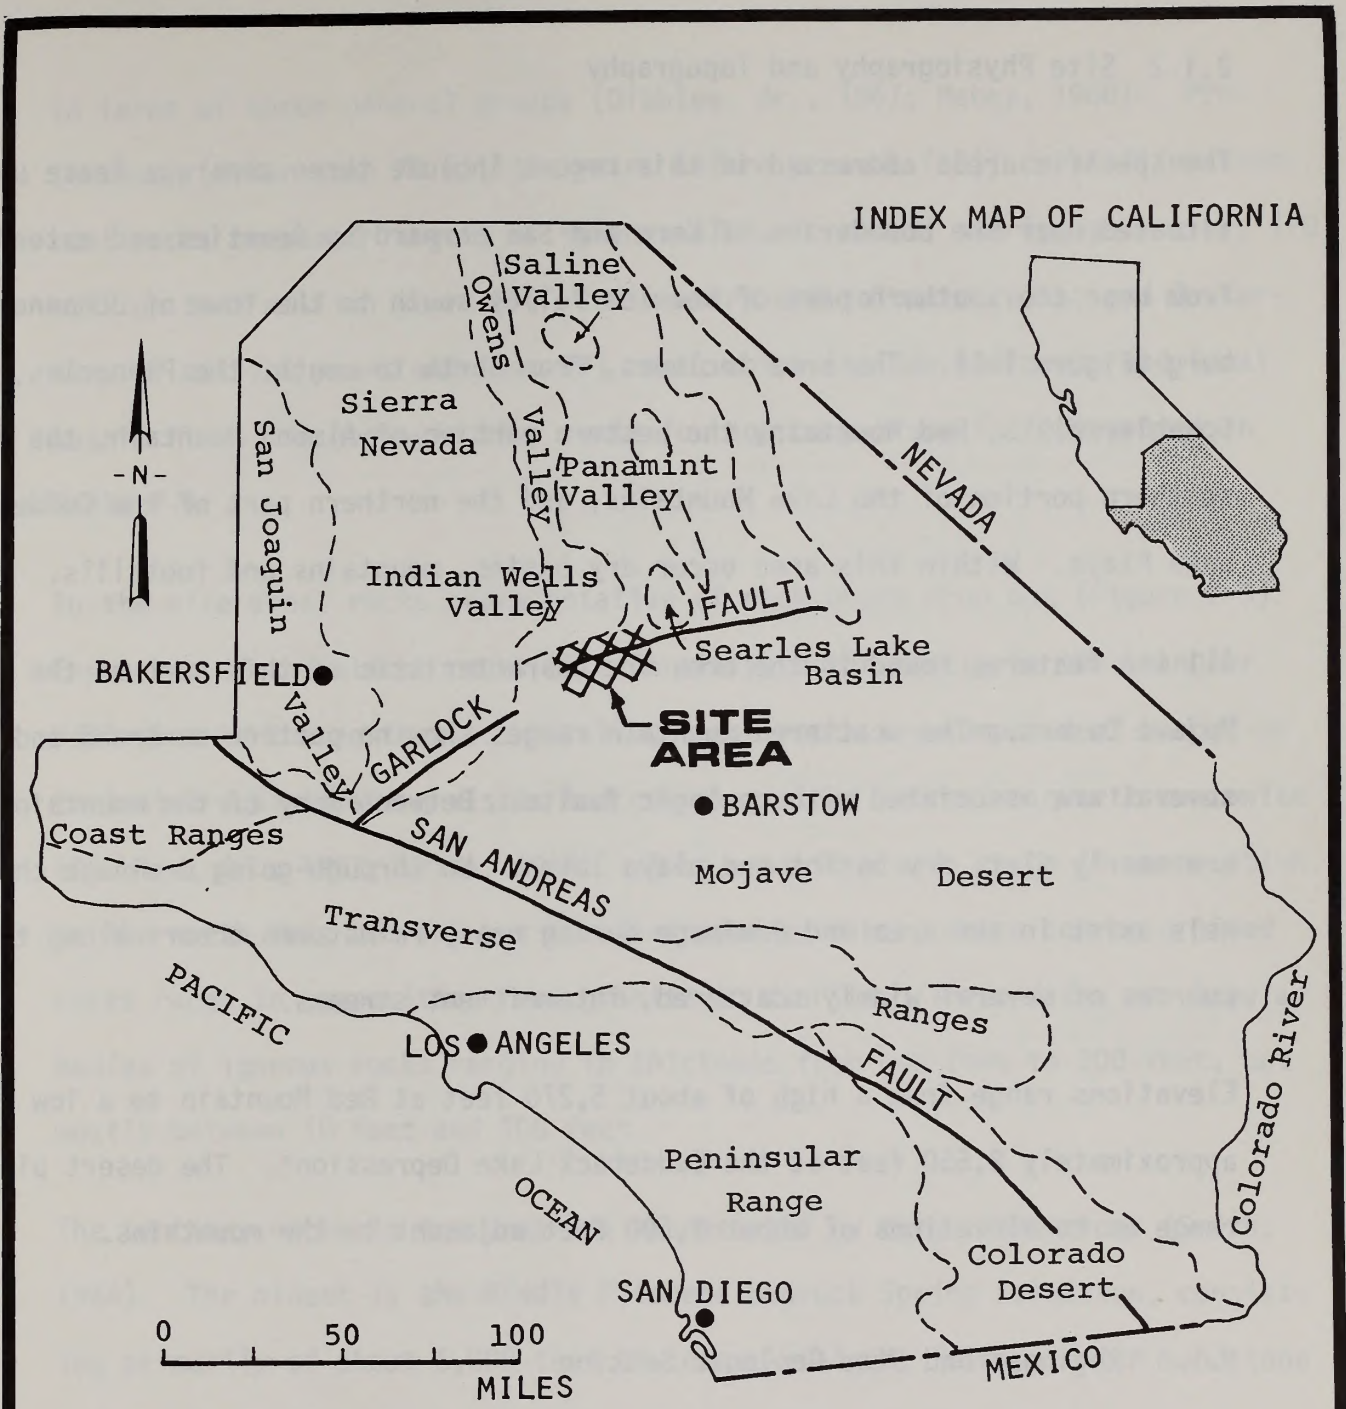 INDEX MAP OF CALIFORNIA
Saline
Valley
Owens
Valley
Sierra
Nevada
San Joaquin
Valley
-N-
Panamint
Valley
NEVADA
Indian Wells
Valley
FAULT
Searles Lake
Basin
BAKERSFIELD
SITE
AREA
GARLOCK
BARSTOW
Coast Ranges
SAN ANDREAS
Mojave Desert
Transverse
PACIFIC
Ranges
LOS ANGELES
FAULT
Colorado River
Peninsular
Range
OCEAN
Colorado
Desert
SAN DIEGO
0 50 100
MILES
MEXICO